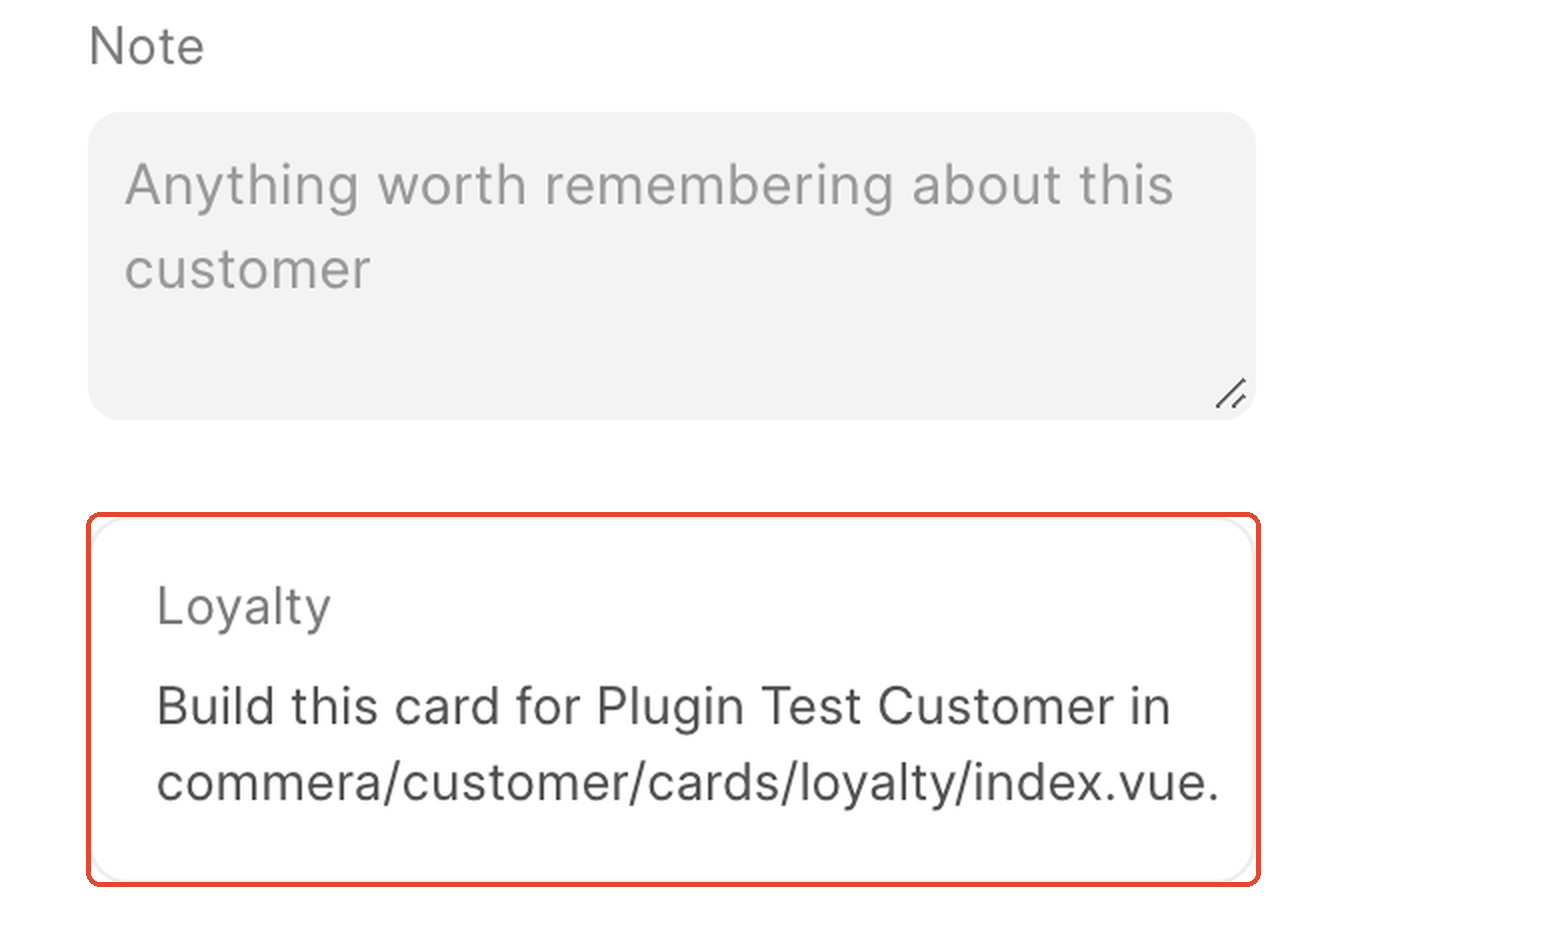 Note
Anything worth remembering about this
customer
Loyalty
Build this card for Plugin Test Customer in
commera/customer/cards/loyalty/index.vue.